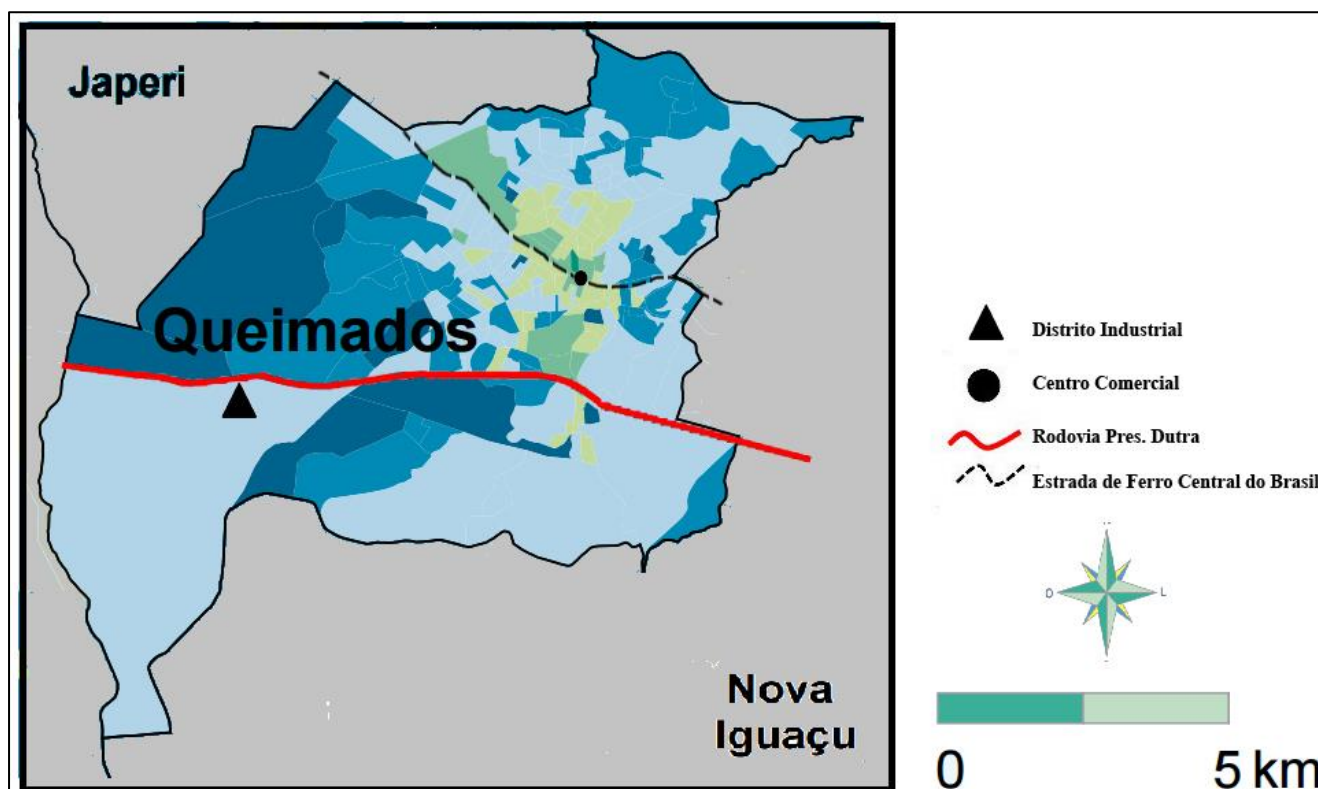 Japeri
Queimados
Nova
Iguaçu
Distrito Industrial
Centro Comercial
Rodovia Pres. Dutra
Estrada de Ferro Central do Brasil
O
L
0
5 km